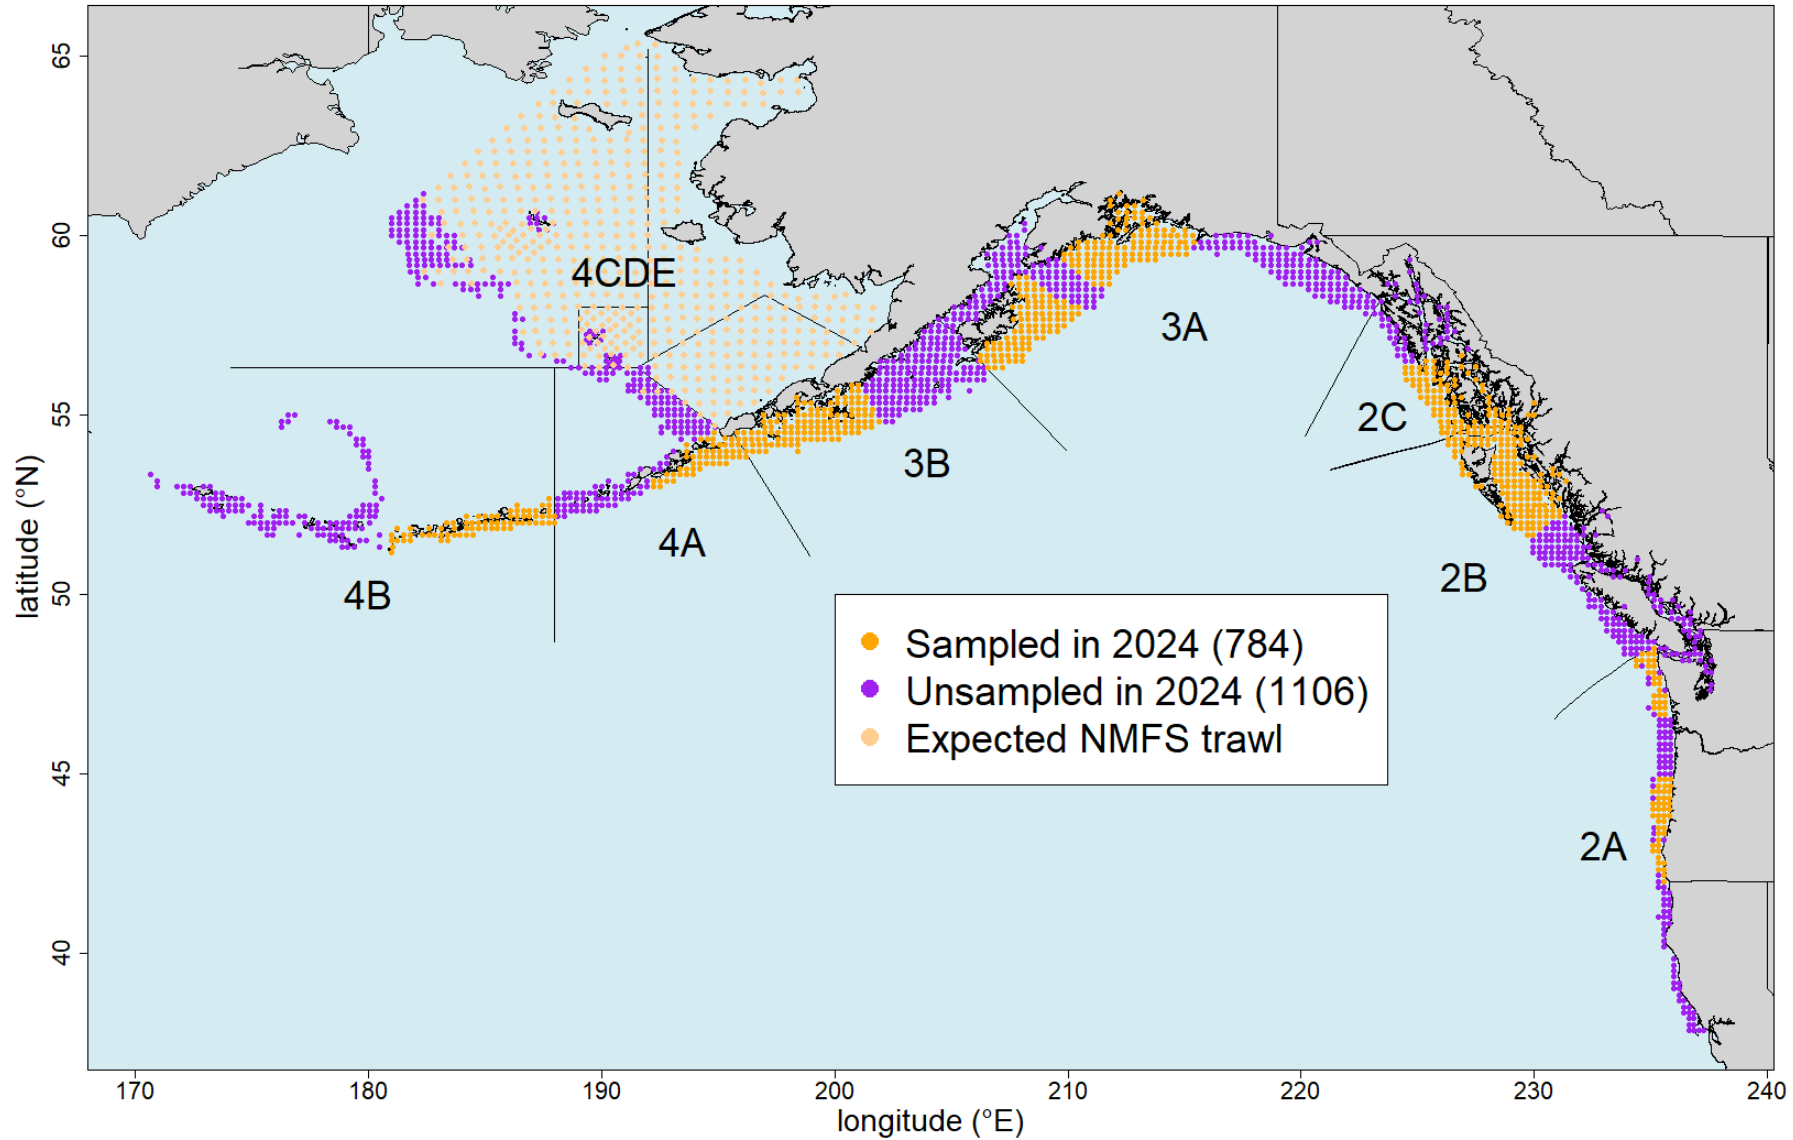 65
60
55
50
45
40
latitude (°N)
4CDE
3A
2C
3B
4A
2B
4B
Sampled in 2024 (784)
Unsampled in 2024 (1106)
Expected NMFS trawl
2A
170
180
190
200
210
220
230
240
longitude (°E)